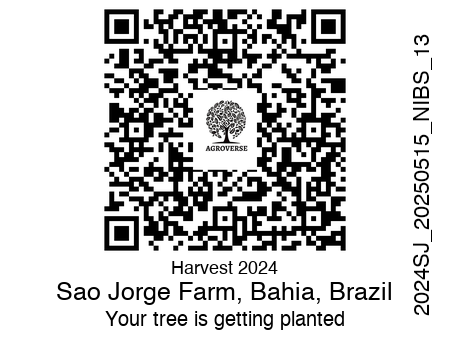 AGROVERSE
Harvest 2024
Sao Jorge Farm, Bahia, Brazil
Your tree is getting planted
2024SJ_20250515_NIBS_13